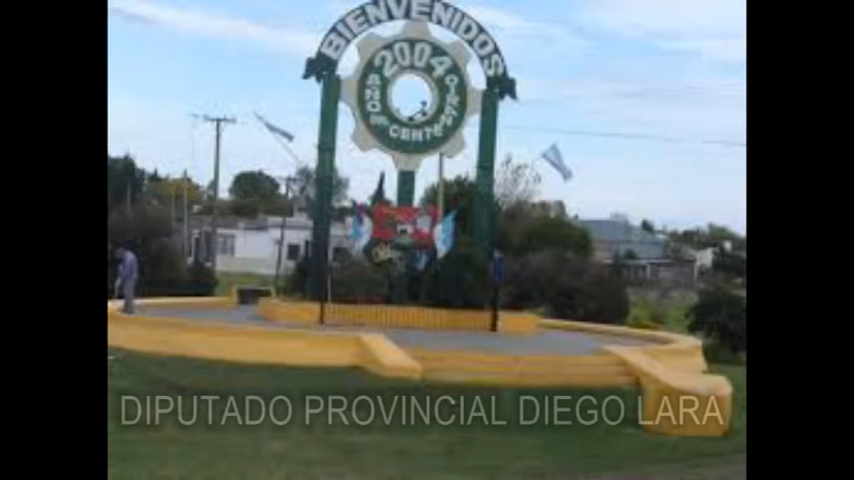 BIENVENIDOS
2004
AÑO DEL CENTENARIO
DIPUTADO PROVINCIAL DIEGO LARA